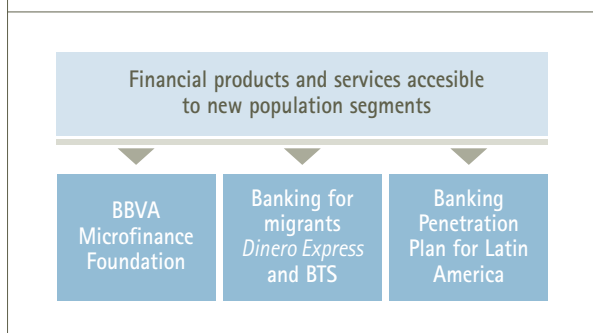 Financial products and services accesible
to new population segments
BBVA
Microfinance
Foundation
Banking for
migrants
Dinero Express
and BTS
Banking
Penetration
Plan for Latin
America